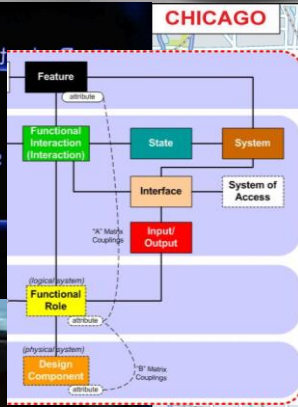 CHICAGO
Feature
attribute
Functional
Interaction
(Interaction)
State
System
Interface
System of
Access
"A" Matrix
Couplings
Input/
Output
(logical system)
Functional
Role
attribute
(physical system)
Design
Component
"B" Matrix
Couplings
attribute